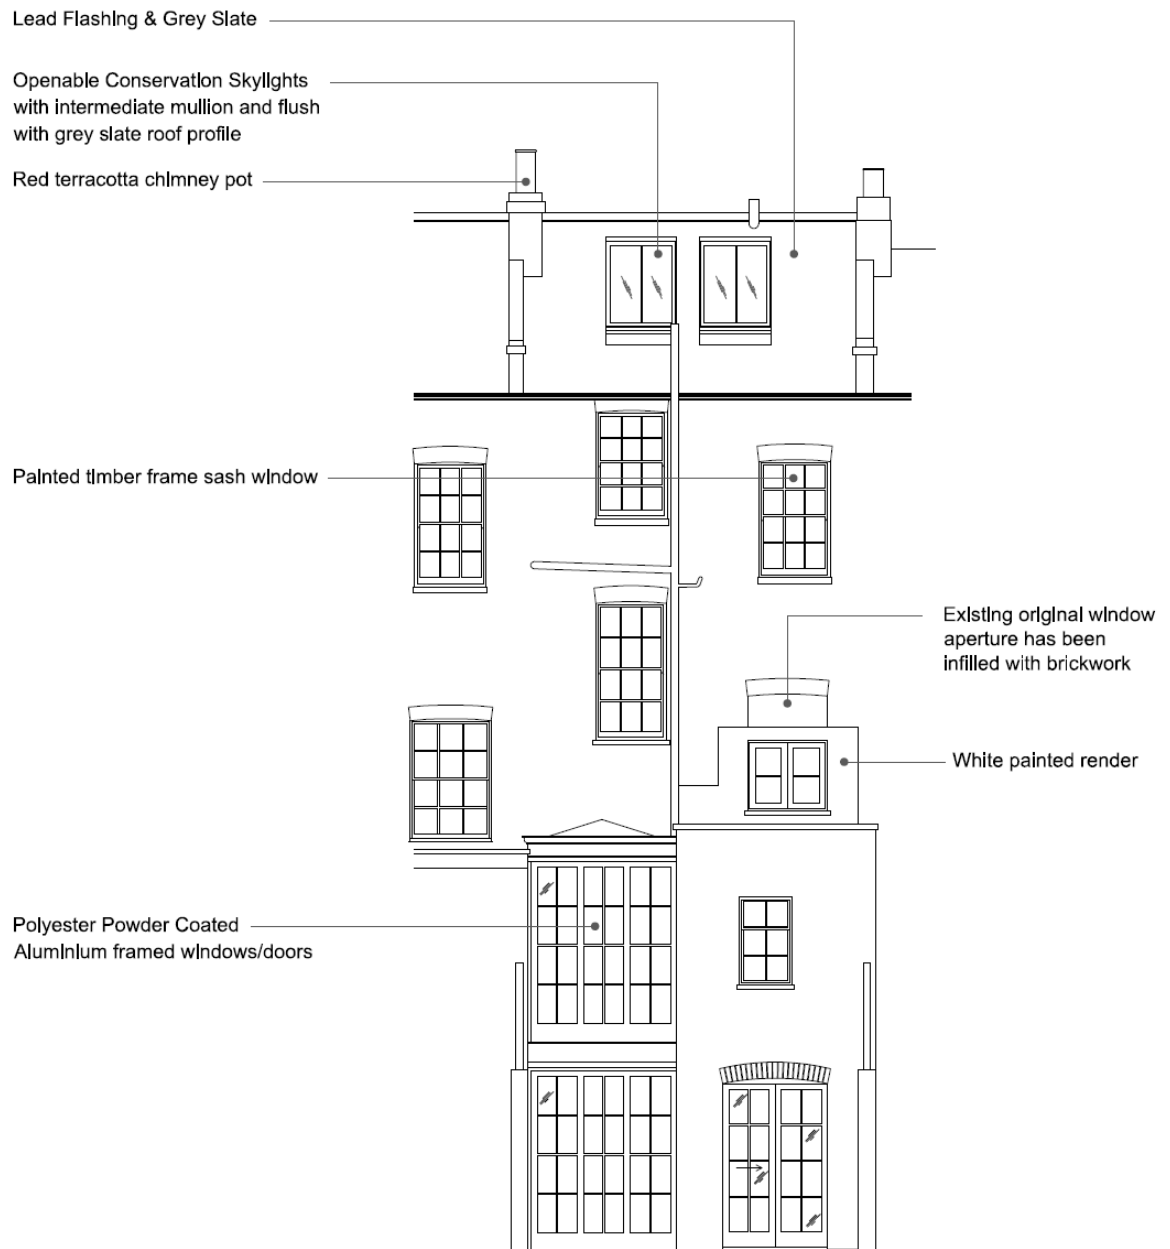 Lead Flashing & Grey Slate
Openable Conservation Skylights
with intermediate mullion and flush
with grey slate roof profile
Red terracotta chimney pot
Painted timber frame sash window
Existing original window
aperture has been
infilled with brickwork
White painted render
Polyester Powder Coated
Aluminium framed windows/doors